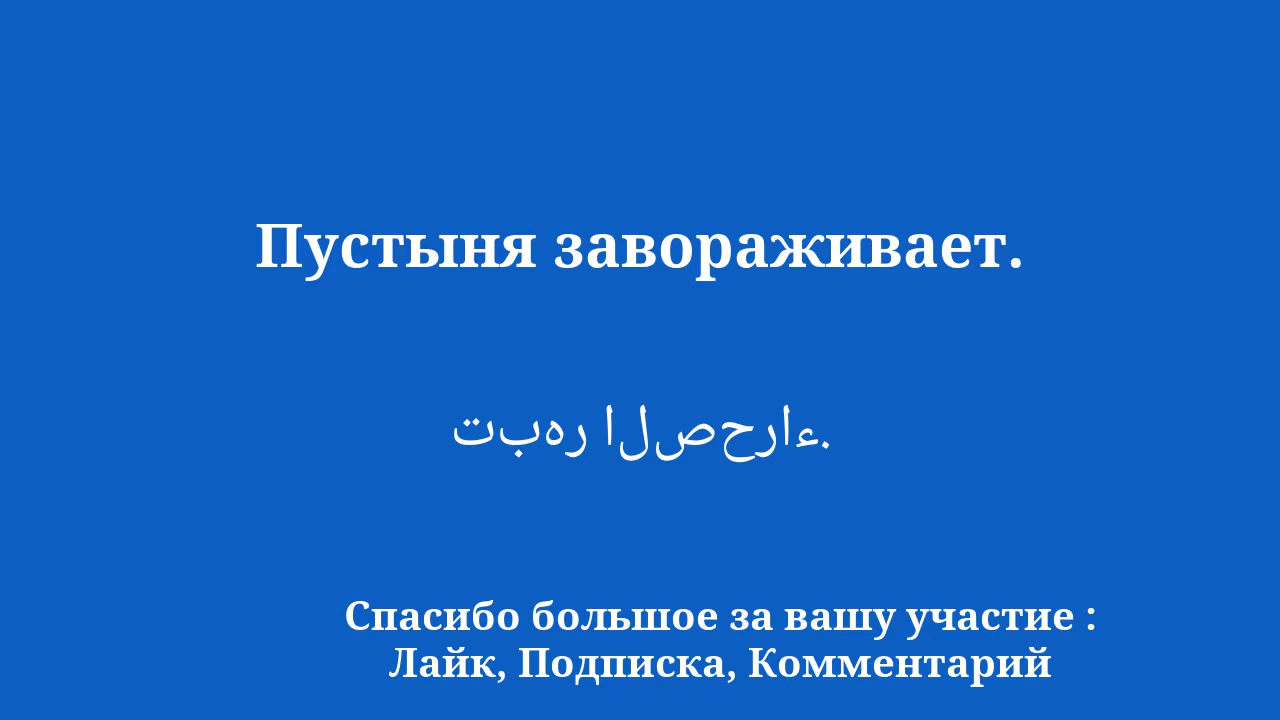 Пустыня завораживает.
تبهر الصحراء.
Спасибо большое за вашу участие :
Лайк, Подписка, Комментарий